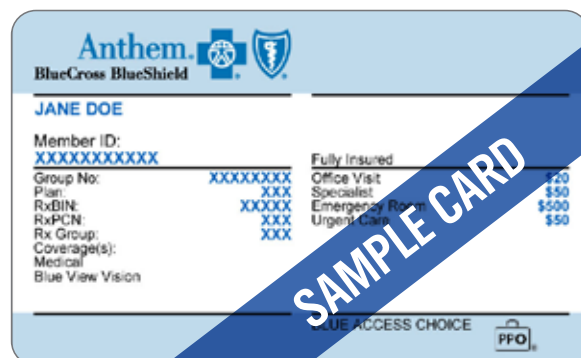 Anthem.
BlueCross BlueShield
JANE DOE
Member ID:
XXXXXXXXXXX
Group No: XXXXXXXX
Plan: XXX
RxBIN: XXXXX
RxPCN: XXX
Rx Group: XXX
Coverage(s):
Medical
Blue View Vision
Fully Insured
Office Visit $20
Specialist $50
Emergency Room $500
Urgent Care $50
SAMPLE CARD
BLUE ACCESS CHOICE
PPO